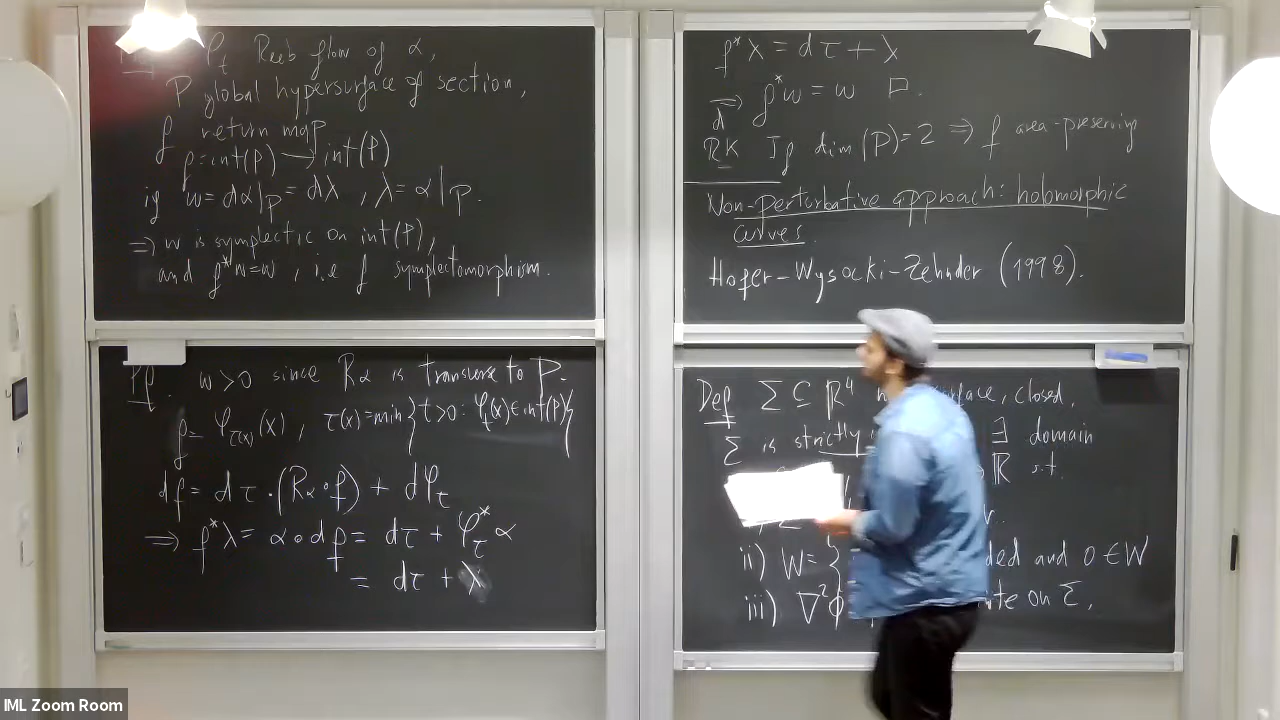 φ_t Reeb flow of α,
P global hypersurface of section,
f return map
f: int(P) → int(P)
if w = dα|_P = dλ, λ = α|_P.
⇒ w is symplectic on int(P),
and f*w = w, i.e f symplectomorphism.
Pf. w > 0 since R_α is transverse to P.
f = φ_{τ(x)}(x), τ(x) = min{t > 0 : φ_t(x) ∈ int(P)}
df = dτ · (R_α ∘ f) + dφ_τ
⇒ f*λ = α ∘ df = dτ + φ_τ* α
= dτ + λ
f*λ = dτ + λ
⇒ f*w = w
d
RK If dim(P) = 2 ⇒ f area-preserving
Non-perturbative approach: holomorphic
curves.
Hofer-Wysocki-Zehnder (1998).
Def Σ ⊆ ℝ⁴ closed.
Σ is strictly ∃ domain
ℝ s.t.
ii) W = { and 0 ∈ W
iii) ∇²ϕ on Σ.
IML Zoom Room